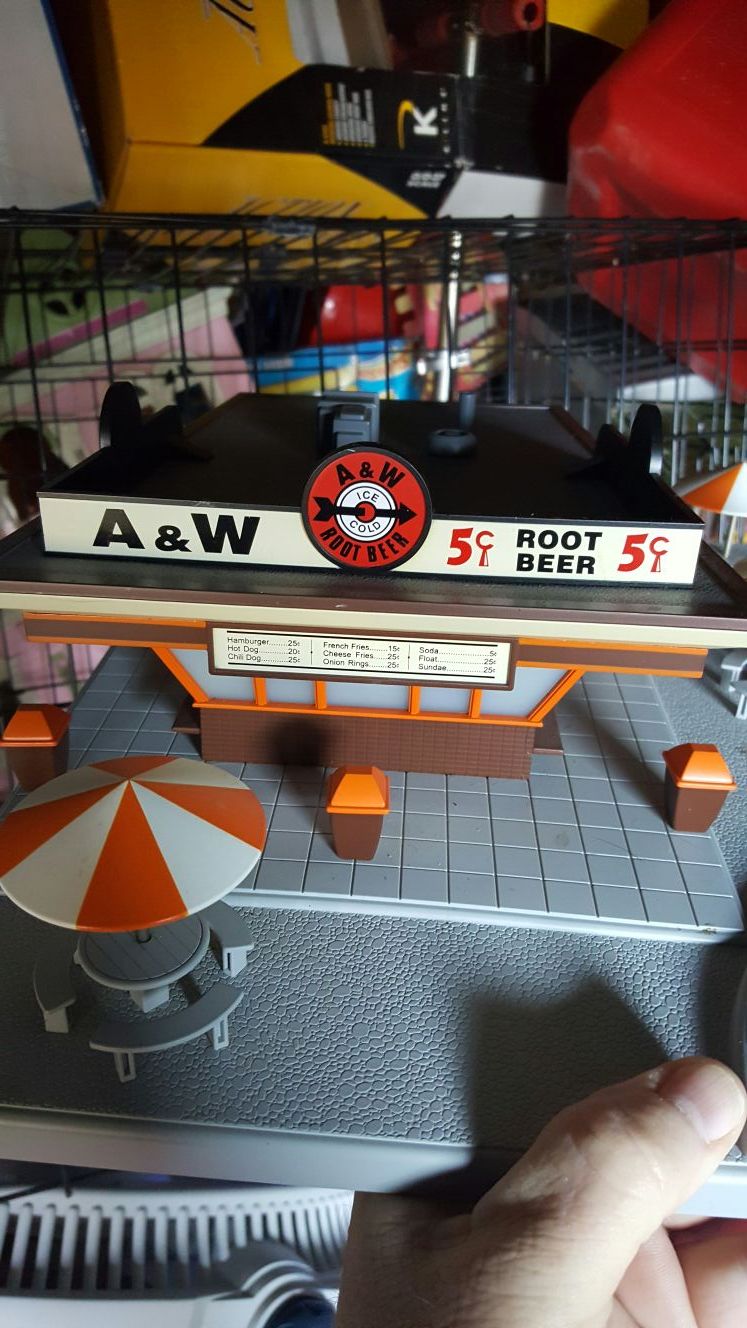 K
LINE
A & W
A & W
ICE
COLD
ROOT BEER
5¢ ROOT BEER 5¢
Hamburger.......25¢
Hot Dog..........20¢
Chili Dog.........25¢
French Fries......15¢
Cheese Fries....25¢
Onion Rings.....25¢
Soda................5¢
Float................25¢
Sundae...........25¢